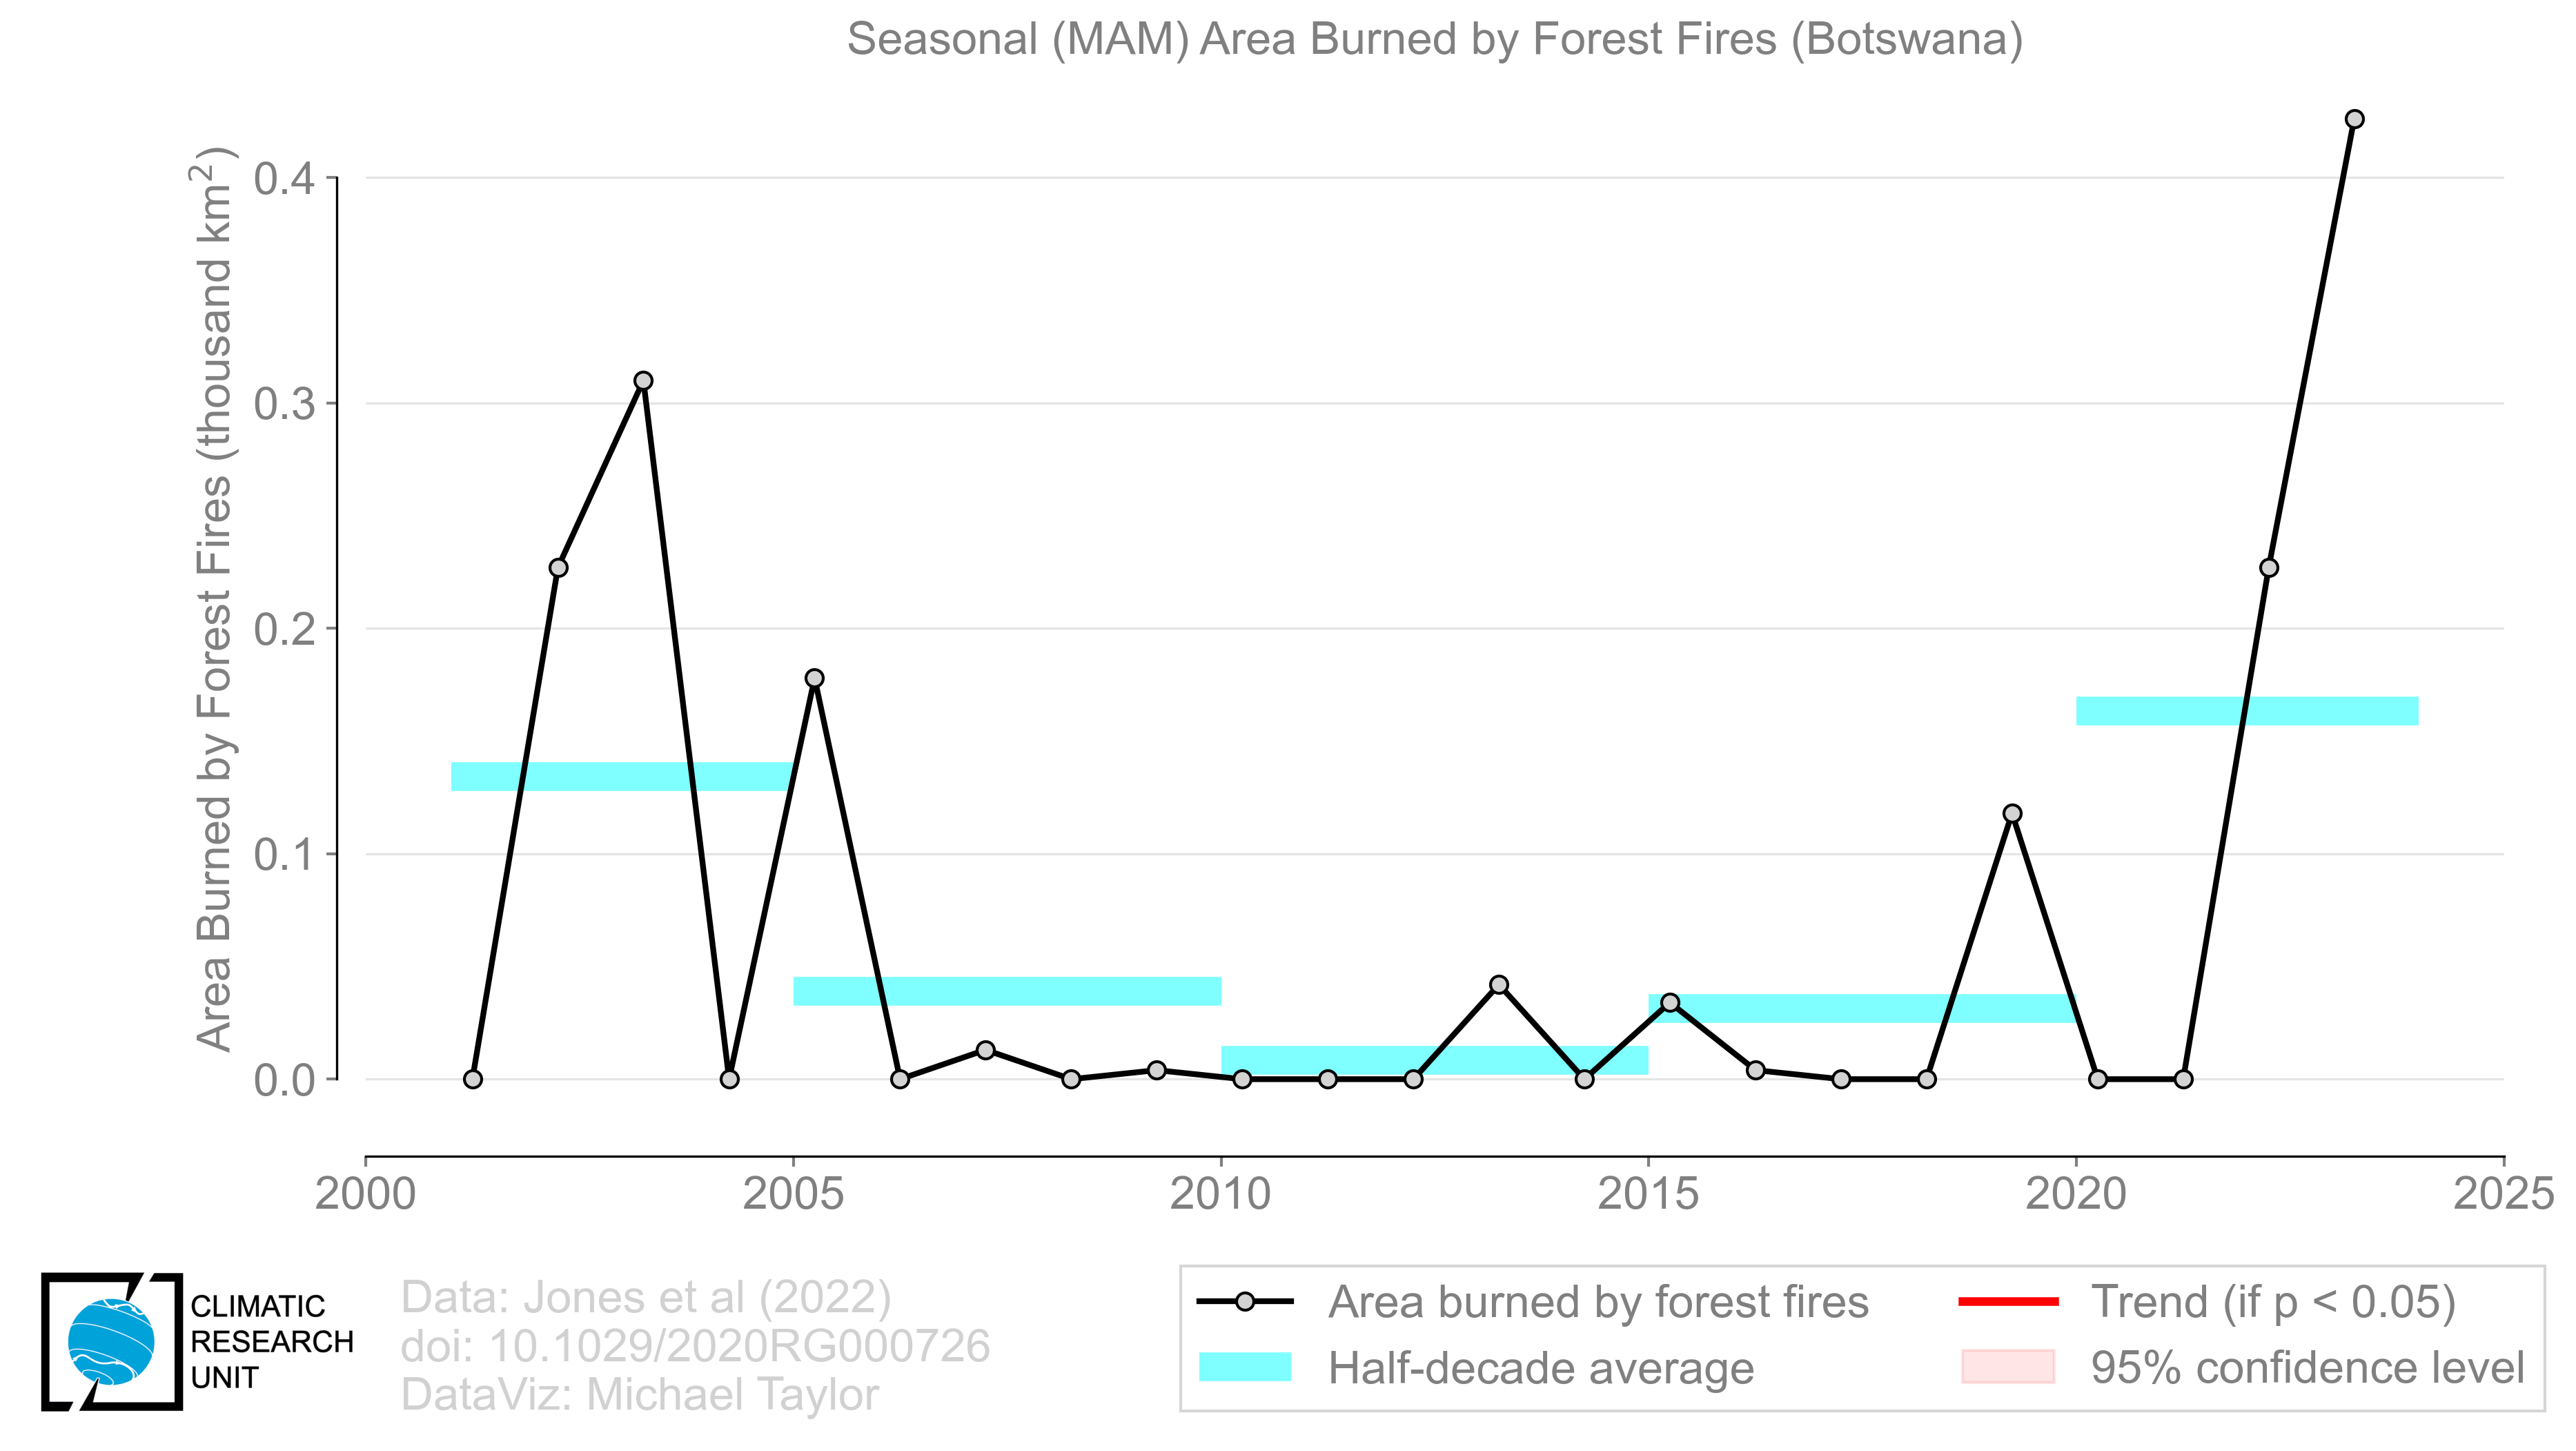 Seasonal (MAM) Area Burned by Forest Fires (Botswana)
Area Burned by Forest Fires (thousand km²)
0.4
0.3
0.2
0.1
0.0
2000 2005 2010 2015 2020 2025
CLIMATIC
RESEARCH
UNIT
Data: Jones et al (2022)
doi: 10.1029/2020RG000726
DataViz: Michael Taylor
Area burned by forest fires
Half-decade average
Trend (if p < 0.05)
95% confidence level